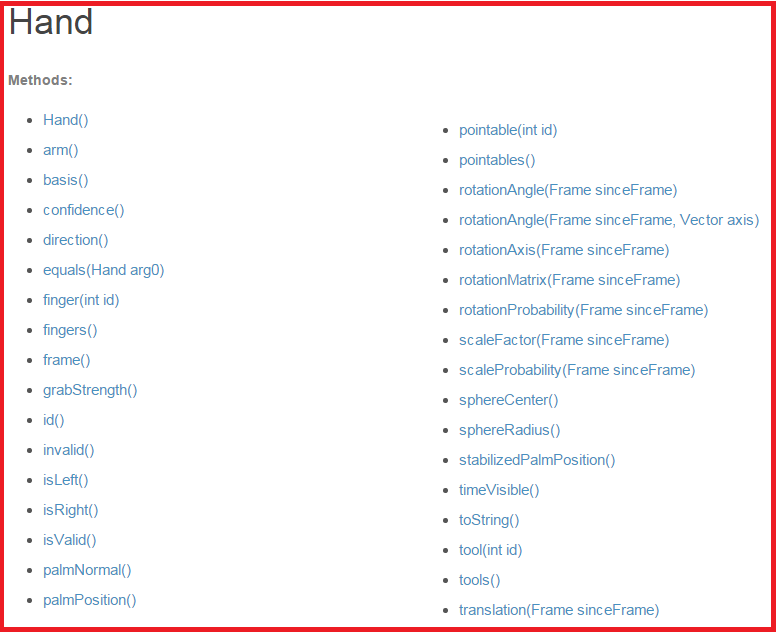 Hand
Methods:
Hand()
arm()
basis()
confidence()
direction()
equals(Hand arg0)
finger(int id)
fingers()
frame()
grabStrength()
id()
invalid()
isLeft()
isRight()
isValid()
palmNormal()
palmPosition()
pointable(int id)
pointables()
rotationAngle(Frame sinceFrame)
rotationAngle(Frame sinceFrame, Vector axis)
rotationAxis(Frame sinceFrame)
rotationMatrix(Frame sinceFrame)
rotationProbability(Frame sinceFrame)
scaleFactor(Frame sinceFrame)
scaleProbability(Frame sinceFrame)
sphereCenter()
sphereRadius()
stabilizedPalmPosition()
timeVisible()
toString()
tool(int id)
tools()
translation(Frame sinceFrame)